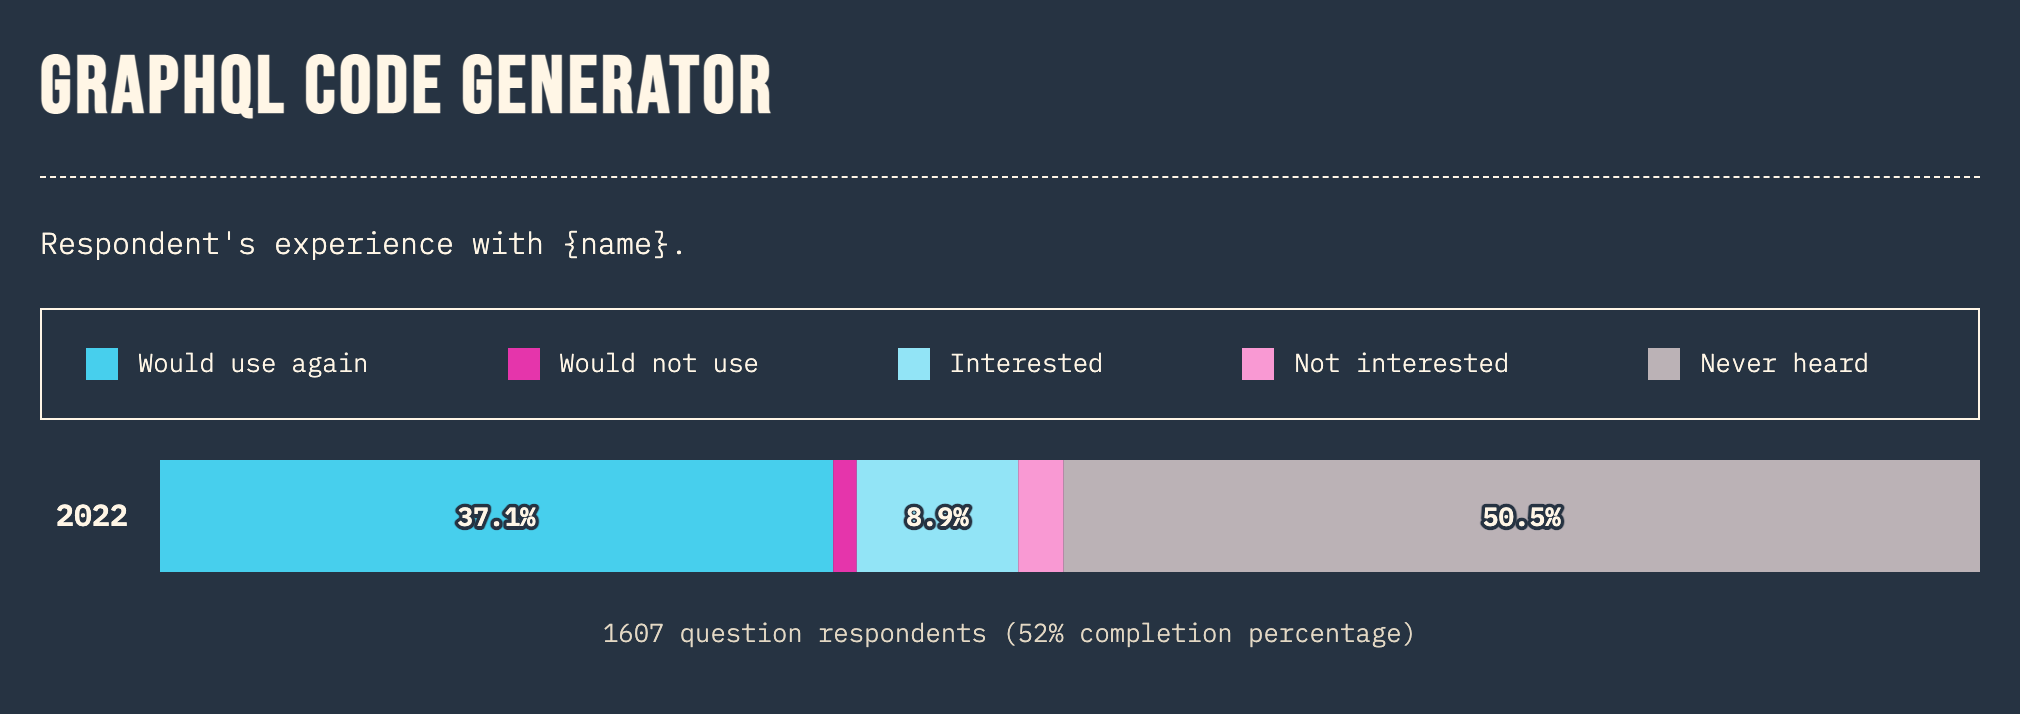 GRAPHQL CODE GENERATOR
Respondent's experience with {name}.
Would use again Would not use Interested Not interested Never heard
2022 37.1% 8.9% 50.5%
1607 question respondents (52% completion percentage)